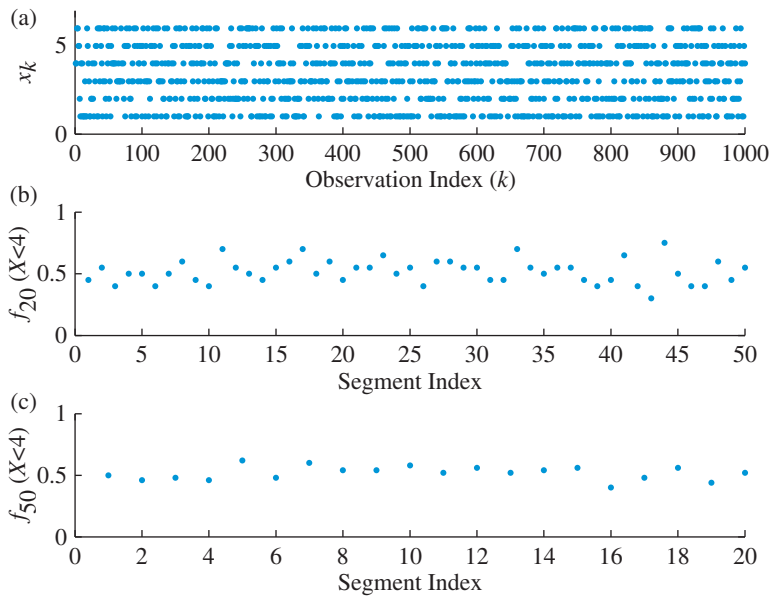 (a)
x_k
5
0
0 100 200 300 400 500 600 700 800 900 1000
Observation Index (k)
(b)
f_20 (X<4)
1
0.5
0
0 5 10 15 20 25 30 35 40 45 50
Segment Index
(c)
f_50 (X<4)
1
0.5
0
0 2 4 6 8 10 12 14 16 18 20
Segment Index